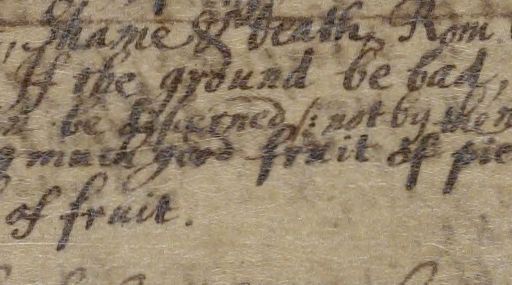 , shame & death. Rom
If the ground be bad,
be discerned /: not by the
much good fruit of pie
of fruit.